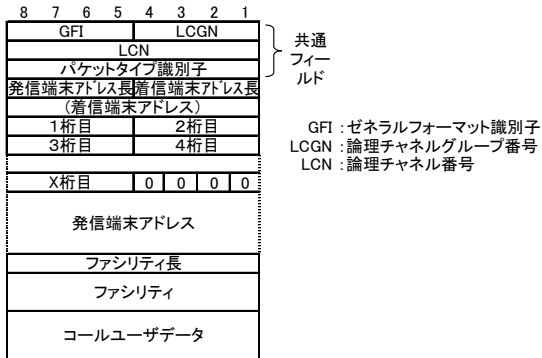 8 7 6 5 4 3 2 1
GFI LCGN
LCN
パケットタイプ識別子
共通フィールド
発信端末アドレス長 着信端末アドレス長
(着信端末アドレス)
1桁目 2桁目
3桁目 4桁目
X桁目 0 0 0 0
発信端末アドレス
ファシリティ長
ファシリティ
コールユーザデータ
GFI :ゼネラルフォーマット識別子
LCGN :論理チャネルグループ番号
LCN :論理チャネル番号